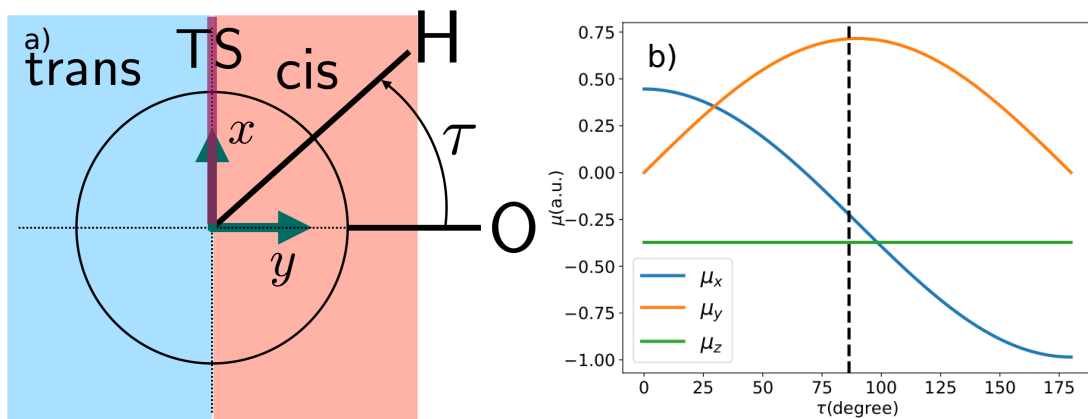 a)
trans
TS
cis
H
x
τ
O
y
b)
μ(a.u.)
0.75
0.50
0.25
0.00
−0.25
−0.50
−0.75
−1.00
μx
μy
μz
0 25 50 75 100 125 150 175
τ(degree)